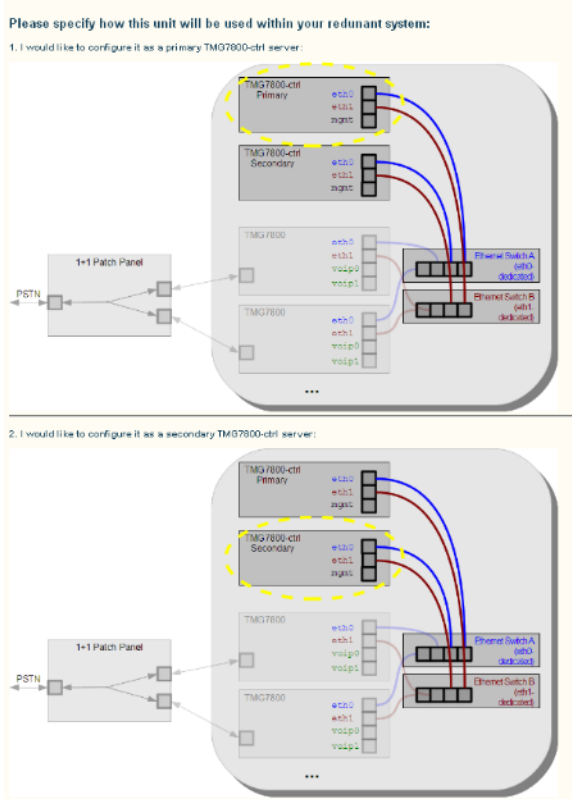 Please specify how this unit will be used within your redunant system:
1. I would like to configure it as a primary TMG7800-ctrl server:
TMG7800-ctrl
Primary
eth0
eth1
mgmt
TMG7800-ctrl
Secondary
eth0
eth1
mgmt
TMG7800
eth0
eth1
voip0
voip1
Ethernet Switch A
(eth0-
dedicated)
Ethernet Switch B
(eth1-
dedicated)
1+1 Patch Panel
PSTN
TMG7800
eth0
eth1
voip0
voip1
...
2. I would like to configure it as a secondary TMG7800-ctrl server:
TMG7800-ctrl
Primary
eth0
eth1
mgmt
TMG7800-ctrl
Secondary
eth0
eth1
mgmt
TMG7800
eth0
eth1
voip0
voip1
Ethernet Switch A
(eth0-
dedicated)
Ethernet Switch B
(eth1-
dedicated)
1+1 Patch Panel
PSTN
TMG7800
eth0
eth1
voip0
voip1
...